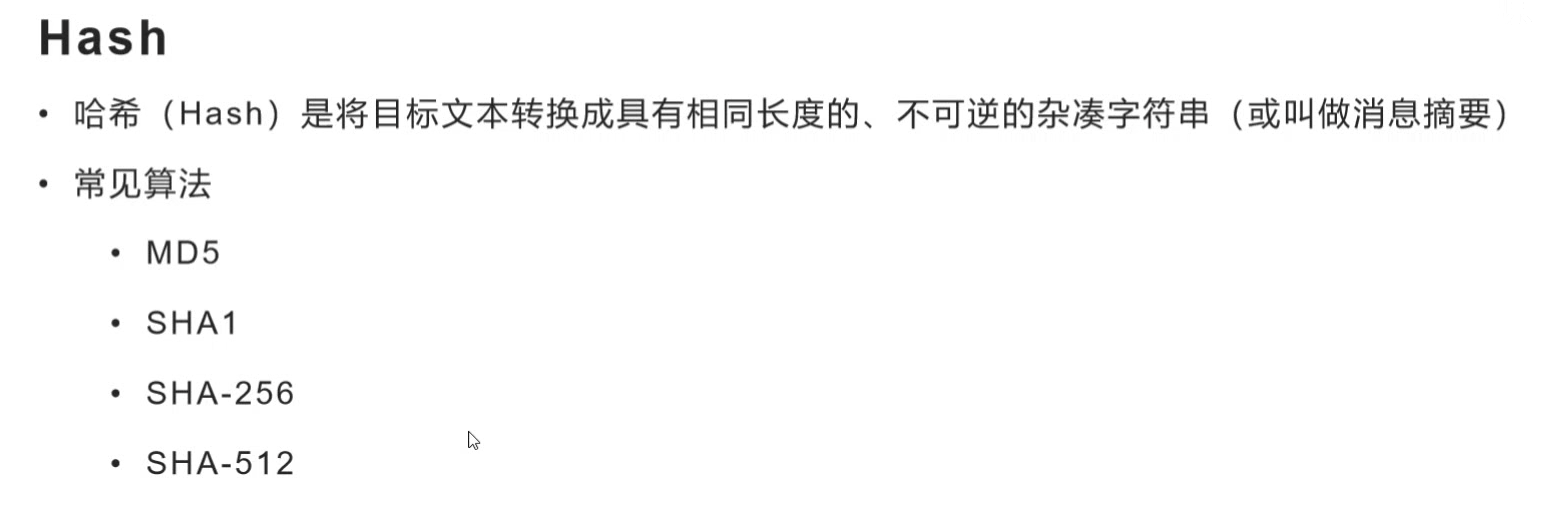 Hash
• 哈希（Hash）是将目标文本转换成具有相同长度的、不可逆的杂凑字符串（或叫做消息摘要）
• 常见算法
• MD5
• SHA1
• SHA-256
• SHA-512